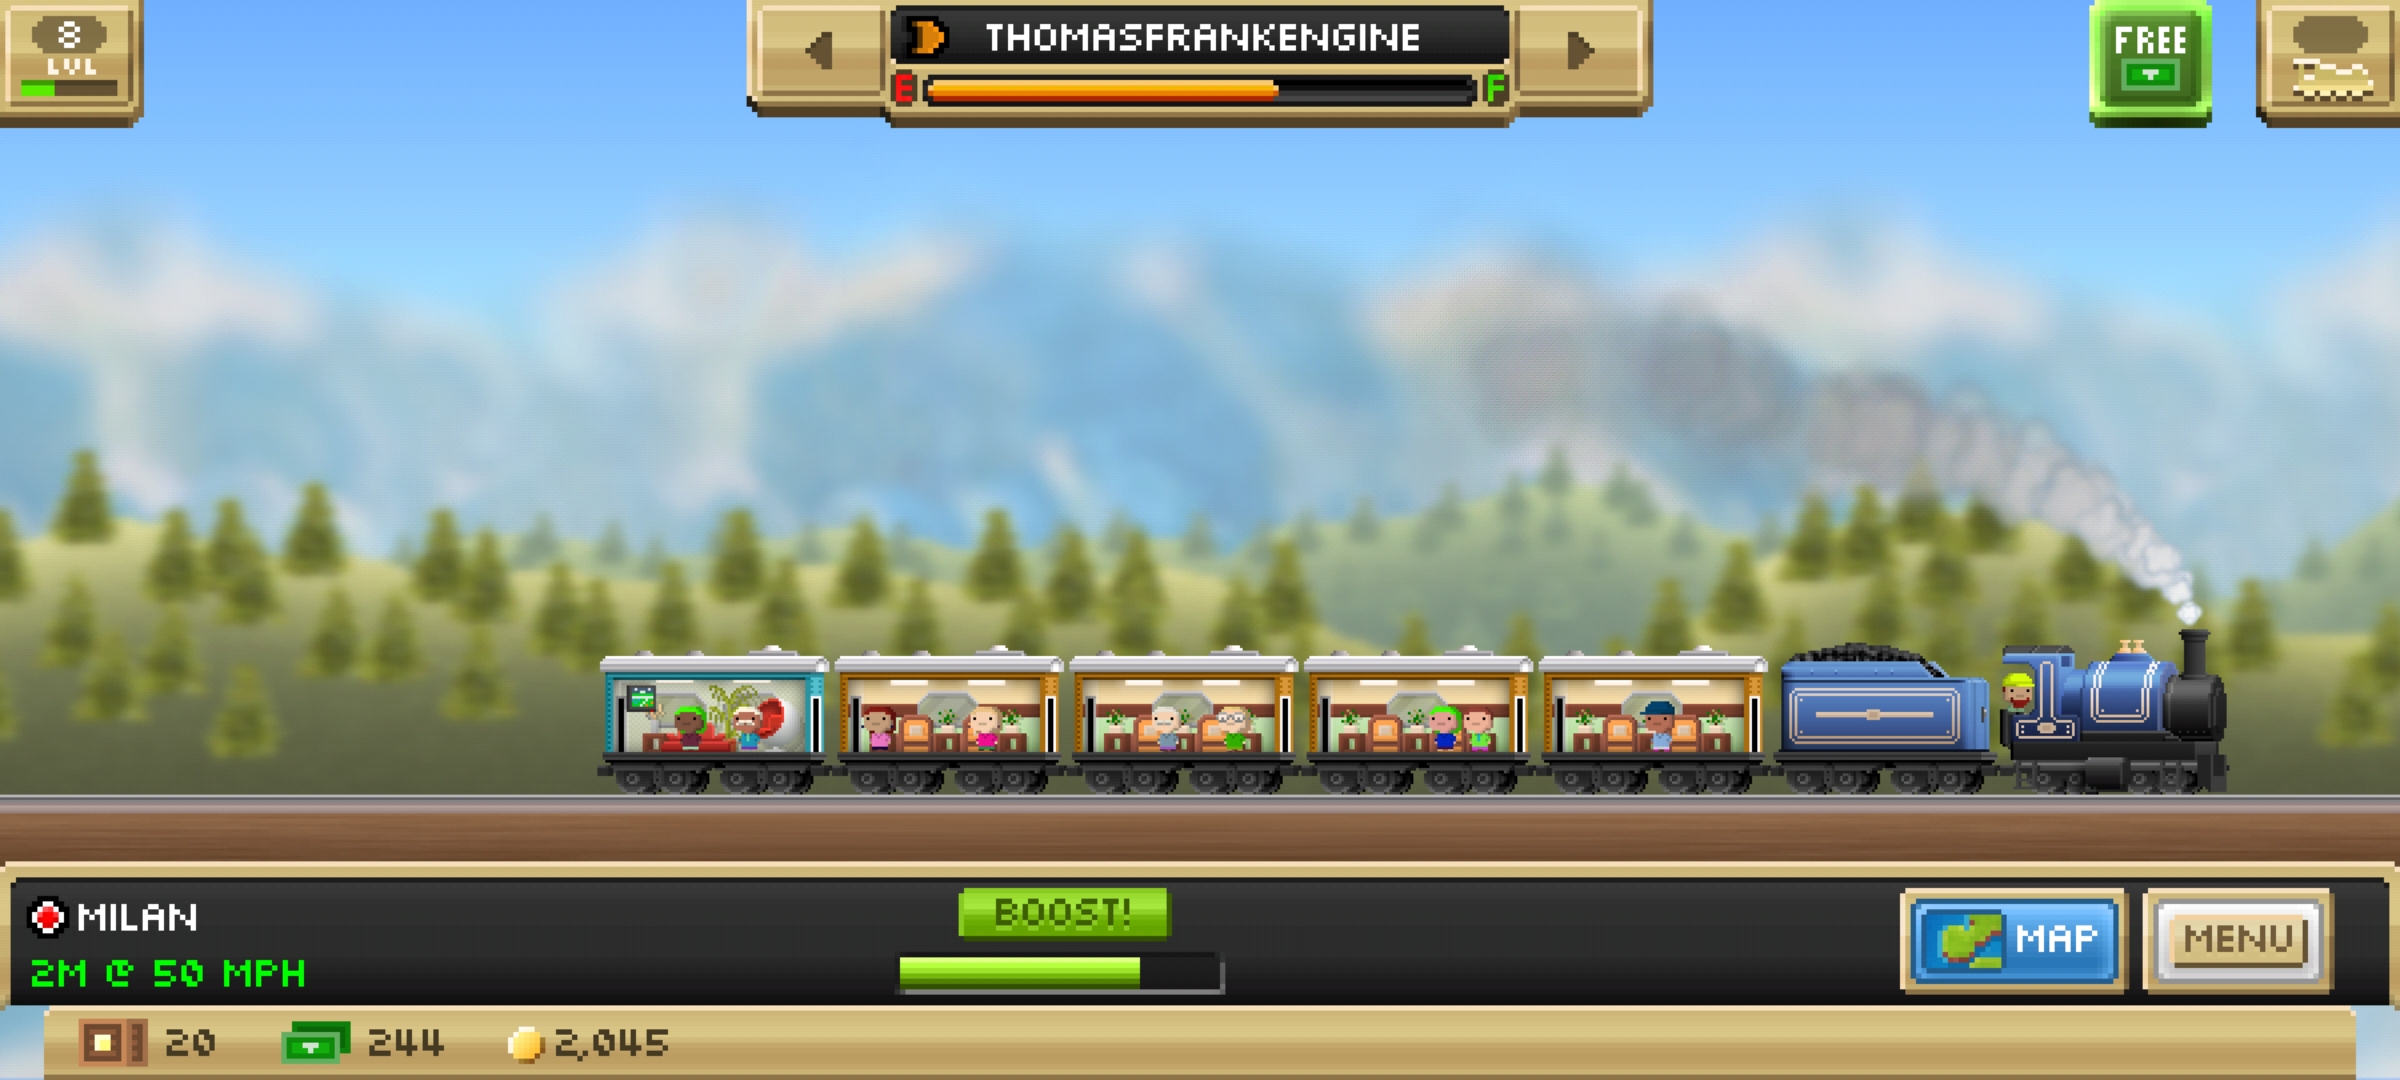 8
LVL
THOMASFRANKENGINE
E F
FREE
MILAN
2M @ 50 MPH
BOOST!
MAP
MENU
20 244 2,045